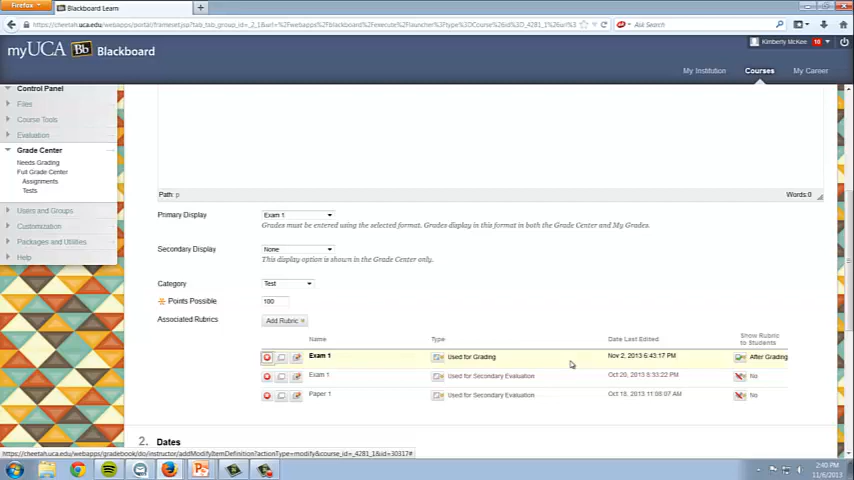 Firefox
Blackboard Learn
+
https://cheetah.uca.edu/webapps/portal/frameset.jsp?tab_tab_group_id=_2_1&url=%2Fwebapps%2Fblackboard%2Fexecute%2Flauncher%3Ftype%3DCourse%26id%3D_4281_1%26url%3
Ask Search
myUCA Bb Blackboard
Kimberly McKee 10
My Institution Courses My Career
Control Panel
Files
Course Tools
Evaluation
Grade Center
Needs Grading
Full Grade Center
Assignments
Tests
Users and Groups
Customization
Packages and Utilities
Help
Path: p Words:0
Primary Display Exam 1
Grades must be entered using the selected format. Grades display in this format in both the Grade Center and My Grades.
Secondary Display None
This display option is shown in the Grade Center only.
Category Test
Points Possible 100
Associated Rubrics Add Rubric
Name Type Date Last Edited Show Rubric to Students
Exam 1 Used for Grading Nov 2, 2013 6:43:17 PM After Grading
Exam 1 Used for Secondary Evaluation Oct 20, 2013 8:33:22 PM No
Paper 1 Used for Secondary Evaluation Oct 18, 2013 11:08:07 AM No
2. Dates
https://cheetah.uca.edu/webapps/gradebook/do/instructor/addModifyItemDefinition?actionType=modify&course_id=_4281_1&id=30317#
2:40 PM
11/6/2013